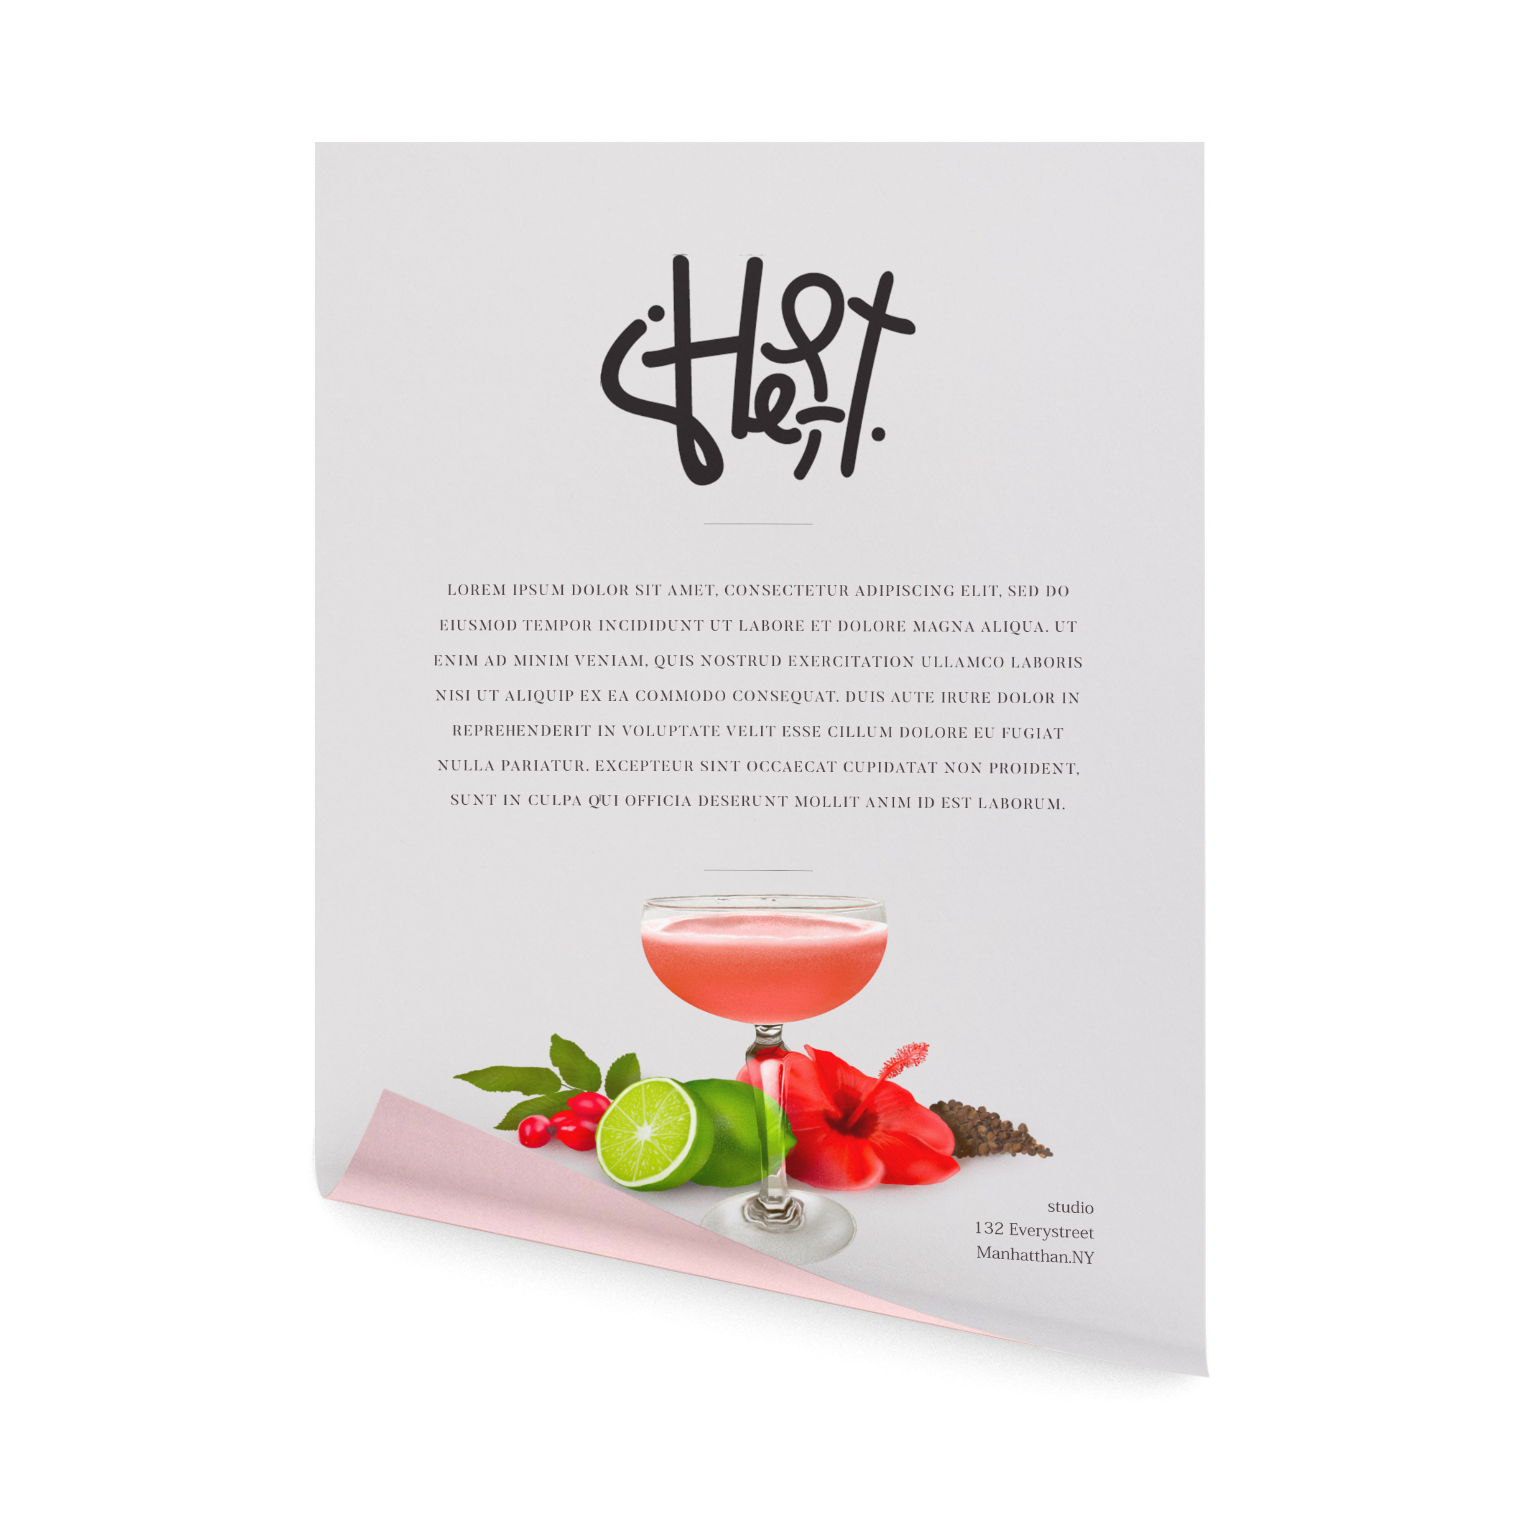 LOREM IPSUM DOLOR SIT AMET, CONSECTETUR ADIPISCING ELIT, SED DO
EIUSMOD TEMPOR INCIDIDUNT UT LABORE ET DOLORE MAGNA ALIQUA. UT
ENIM AD MINIM VENIAM, QUIS NOSTRUD EXERCITATION ULLAMCO LABORIS
NISI UT ALIQUIP EX EA COMMODO CONSEQUAT. DUIS AUTE IRURE DOLOR IN
REPREHENDERIT IN VOLUPTATE VELIT ESSE CILLUM DOLORE EU FUGIAT
NULLA PARIATUR. EXCEPTEUR SINT OCCAECAT CUPIDATAT NON PROIDENT,
SUNT IN CULPA QUI OFFICIA DESERUNT MOLLIT ANIM ID EST LABORUM.
studio
132 Everystreet
Manhatthan.NY